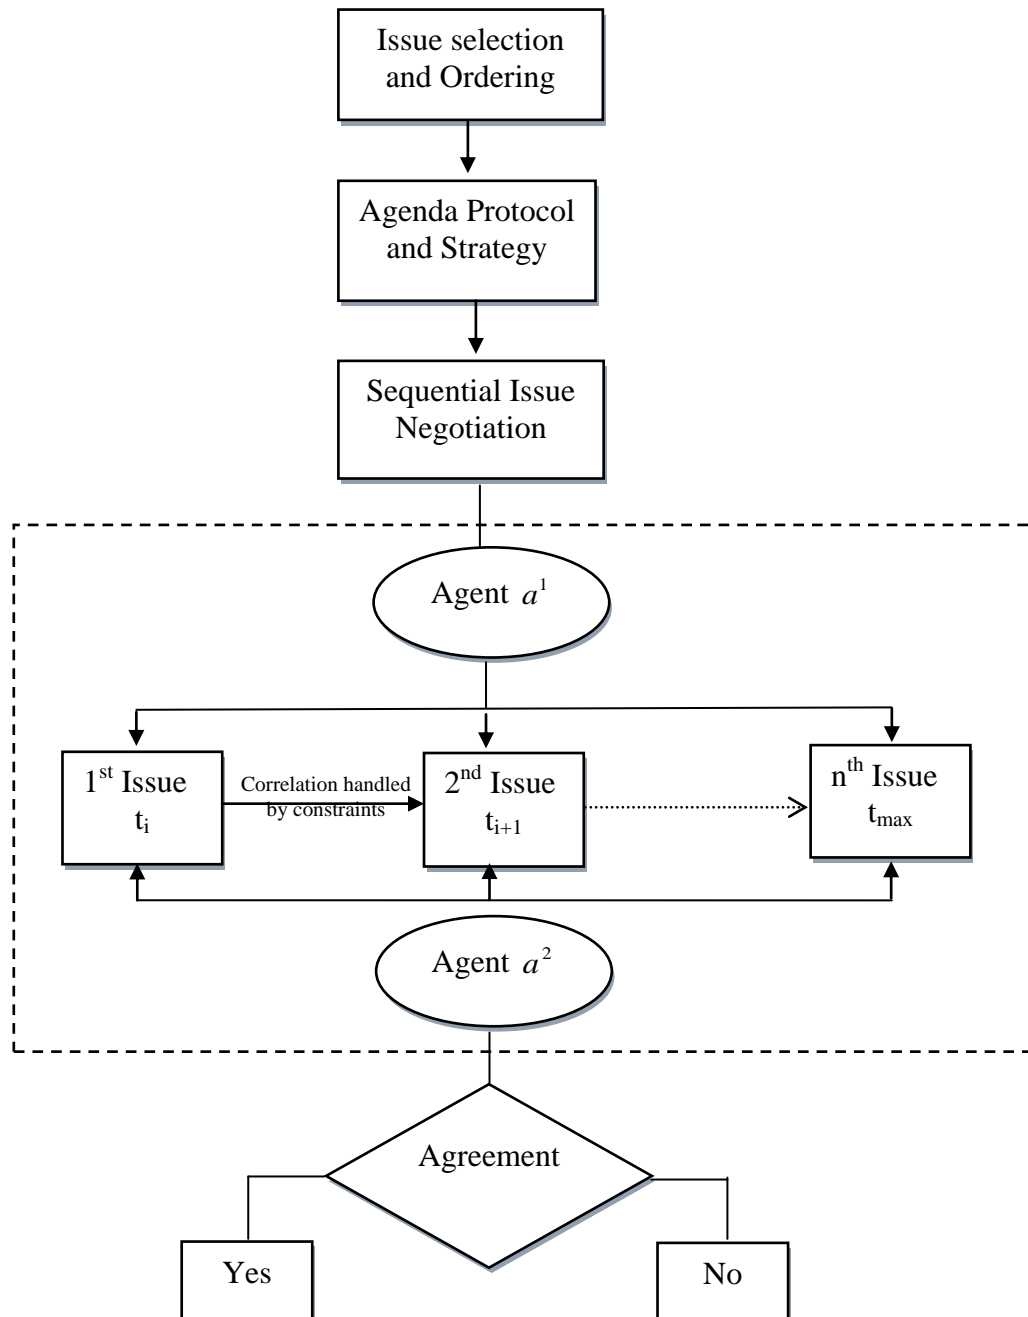 Issue selection
and Ordering
Agenda Protocol
and Strategy
Sequential Issue
Negotiation
Agent a¹
1st Issue
tᵢ
Correlation handled
by constraints
2nd Issue
tᵢ₊₁
nth Issue
tmax
Agent a²
Agreement
Yes
No